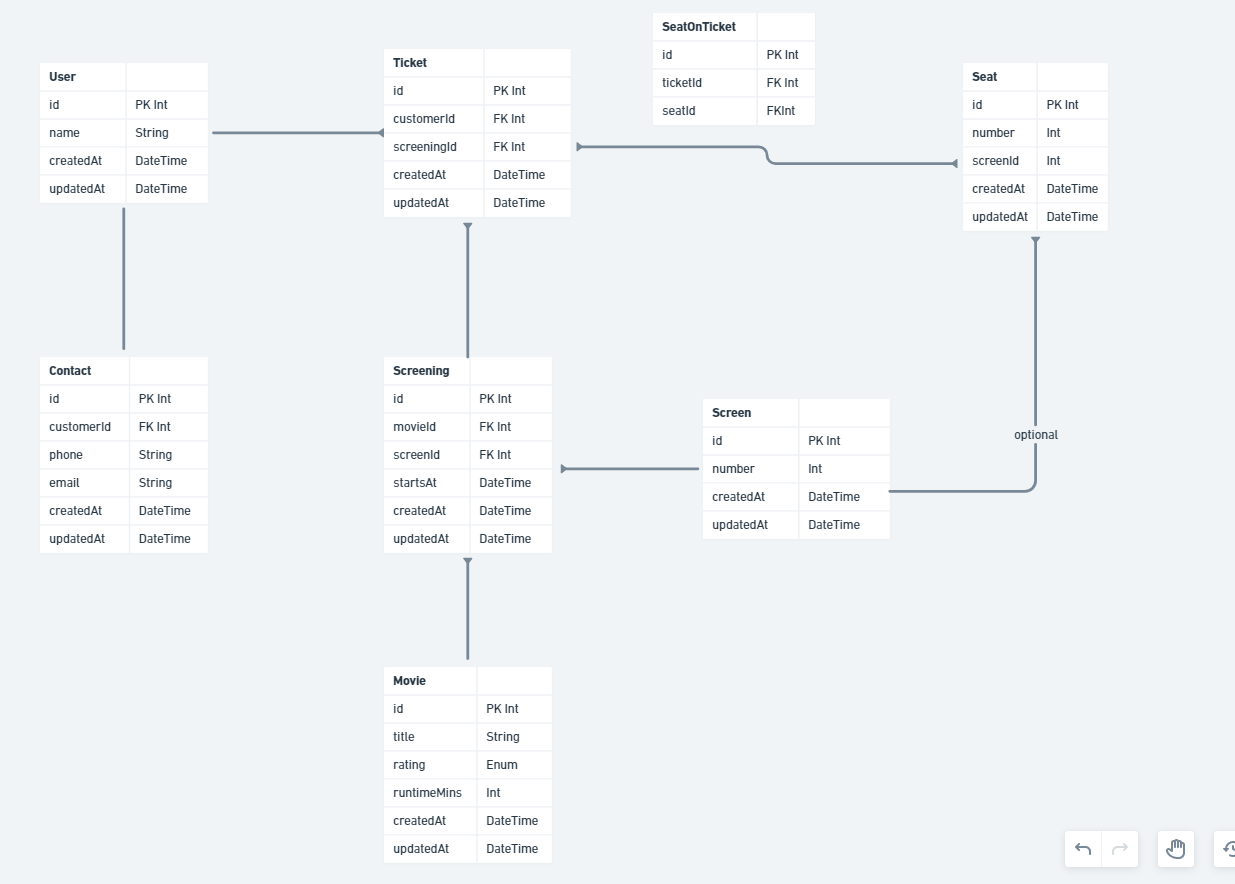 User
id PK Int
name String
createdAt DateTime
updatedAt DateTime
Ticket
id PK Int
customerId FK Int
screeningId FK Int
createdAt DateTime
updatedAt DateTime
SeatOnTicket
id PK Int
ticketId FK Int
seatId FKInt
Seat
id PK Int
number Int
screenId Int
createdAt DateTime
updatedAt DateTime
Contact
id PK Int
customerId FK Int
phone String
email String
createdAt DateTime
updatedAt DateTime
Screening
id PK Int
movieId FK Int
screenId FK Int
startsAt DateTime
createdAt DateTime
updatedAt DateTime
Screen
id PK Int
number Int
createdAt DateTime
updatedAt DateTime
optional
Movie
id PK Int
title String
rating Enum
runtimeMins Int
createdAt DateTime
updatedAt DateTime